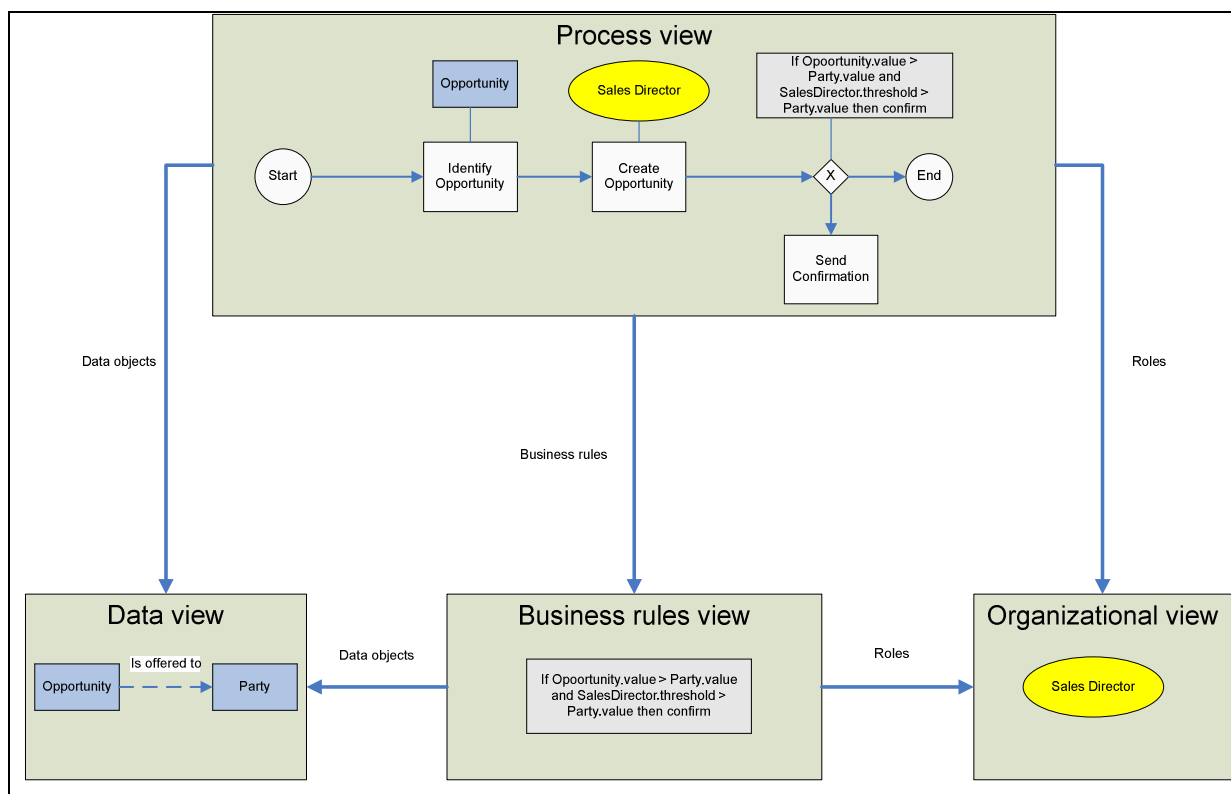 Process view
Opportunity
Sales Director
If Opoortunity.value >
Party.value and
SalesDirector.threshold >
Party.value then confirm
Start
Identify
Opportunity
Create
Opportunity
X
End
Send
Confirmation
Data objects
Roles
Business rules
Data view
Is offered to
Opportunity
Party
Data objects
Business rules view
If Opoortunity.value > Party.value
and SalesDirector.threshold >
Party.value then confirm
Roles
Organizational view
Sales Director